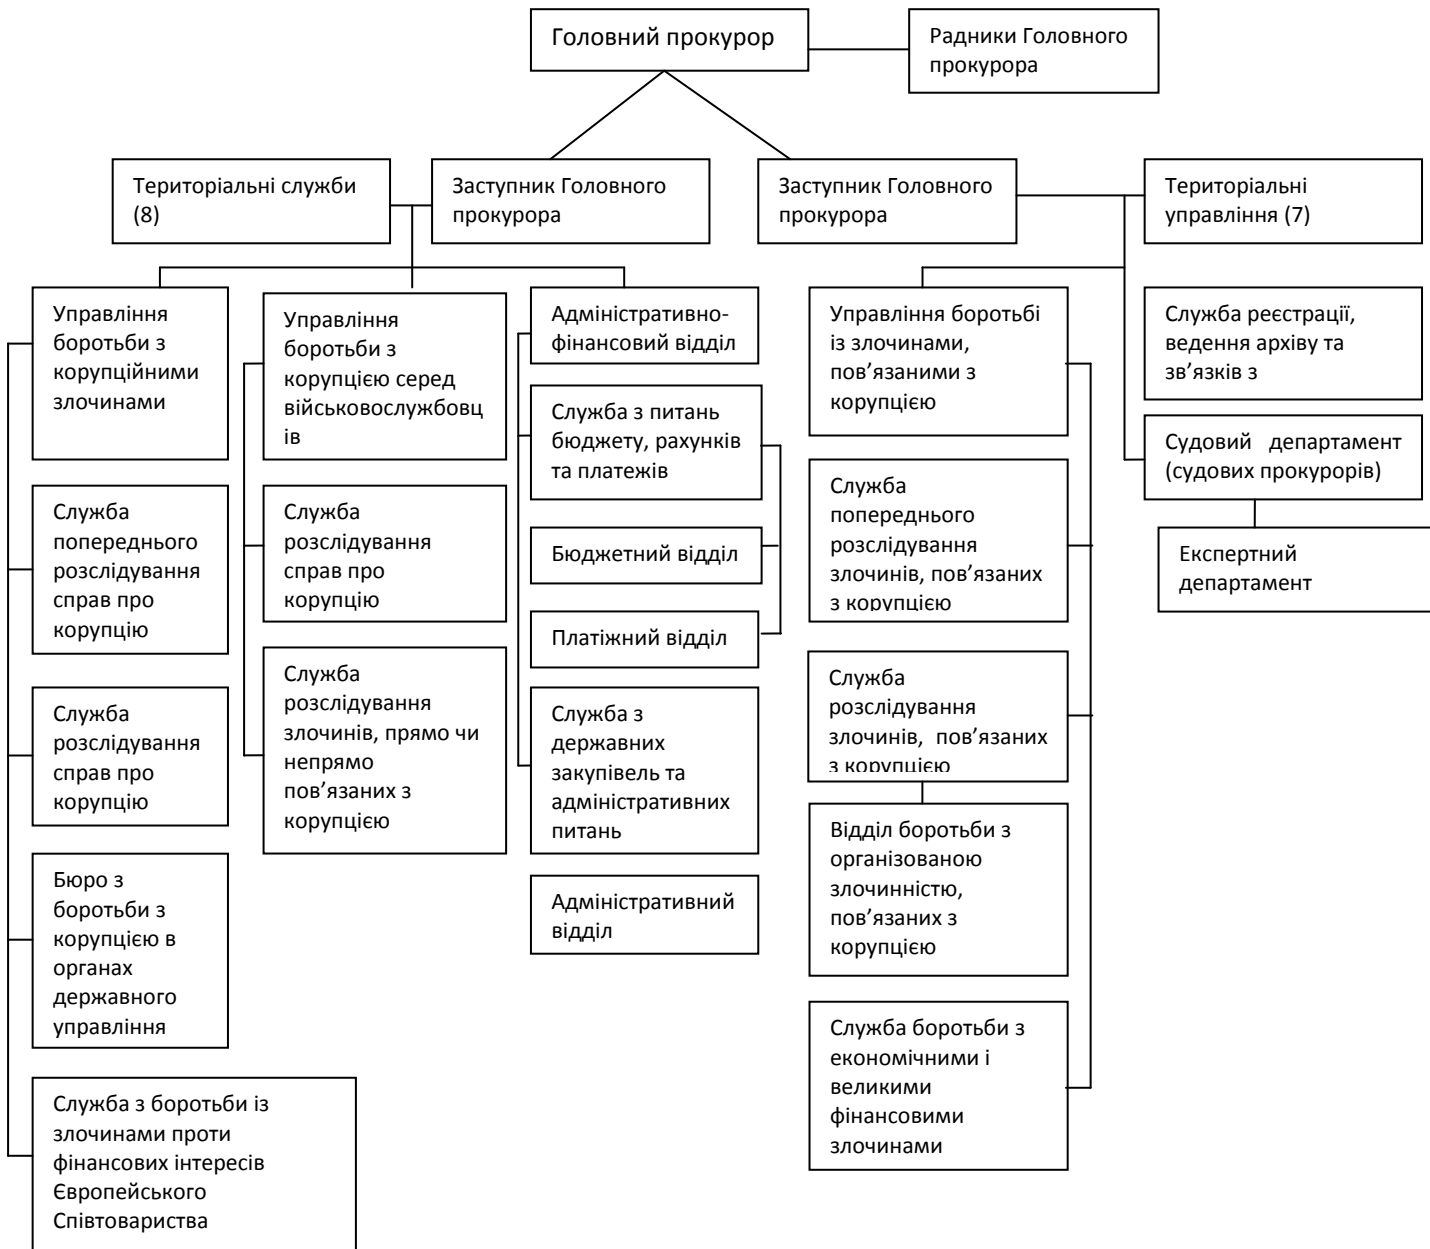 Головний прокурор
Радники Головного
прокурора
Територіальні служби
(8)
Заступник Головного
прокурора
Заступник Головного
прокурора
Територіальні
управління (7)
Управління
боротьби з
корупційними
злочинами
Управління
боротьби з
корупцією серед
військовослужбовц
ів
Адміністративно-
фінансовий відділ
Управління боротьбі
із злочинами,
пов’язаними з
корупцією
Служба реєстрації,
ведення архіву та
зв’язків з
Служба з питань
бюджету, рахунків
та платежів
Судовий департамент
(судових прокурорів)
Служба
попереднього
розслідування
справ про
корупцію
Служба
розслідування
справ про
корупцію
Бюджетний відділ
Служба
попереднього
розслідування
злочинів, пов’язаних
з корупцією
Експертний
департамент
Платіжний відділ
Служба
розслідування
справ про
корупцію
Служба
розслідування
злочинів, прямо чи
непрямо
пов’язаних з
корупцією
Служба з
державних
закупівель та
адміністративних
питань
Служба
розслідування
злочинів, пов’язаних
з корупцією
Бюро з
боротьби з
корупцією в
органах
державного
управління
Адміністративний
відділ
Відділ боротьби з
організованою
злочинністю,
пов’язаних з
корупцією
Служба боротьби з
економічними і
великими
фінансовими
злочинами
Служба з боротьби із
злочинами проти
фінансових інтересів
Європейського
Співтовариства